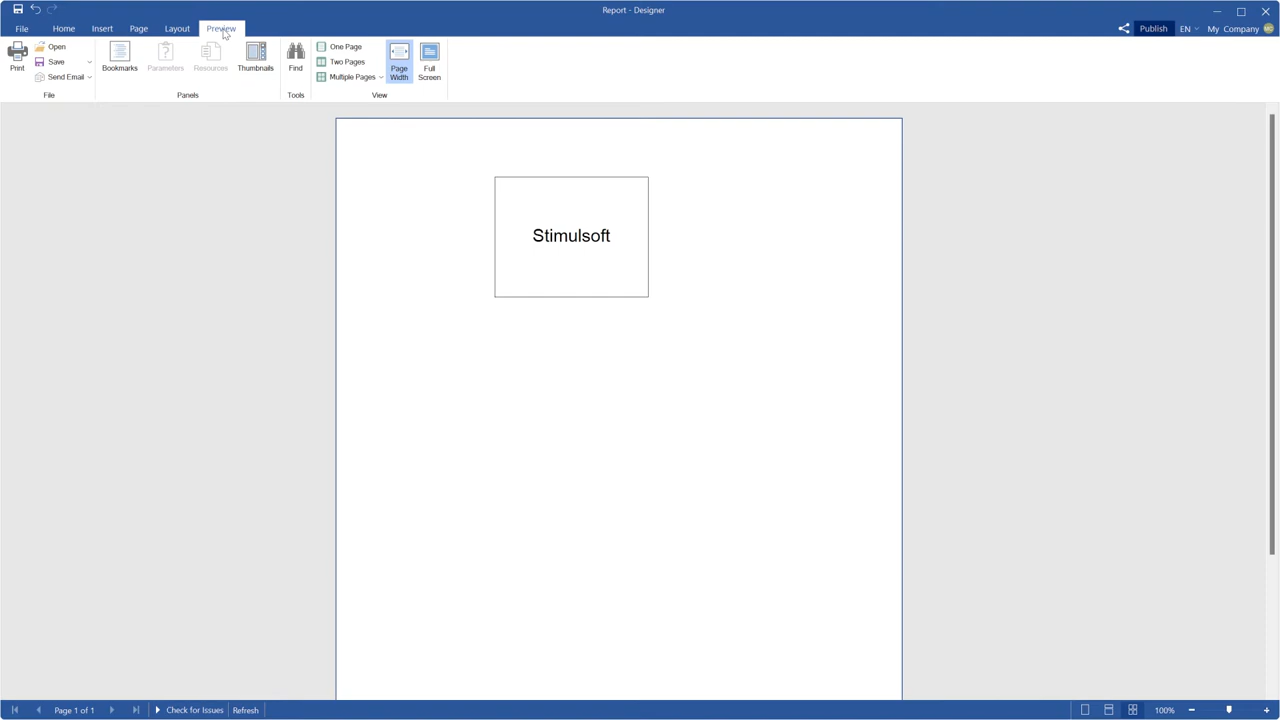 Report - Designer
File Home Insert Page Layout Preview Publish EN My Company MC
Print Open Save Send Email
Bookmarks Parameters Resources Thumbnails
Find
One Page Two Pages Multiple Pages
Page Width
Full Screen
File Panels Tools View
Stimulsoft
Page 1 of 1 Check for Issues Refresh 100%